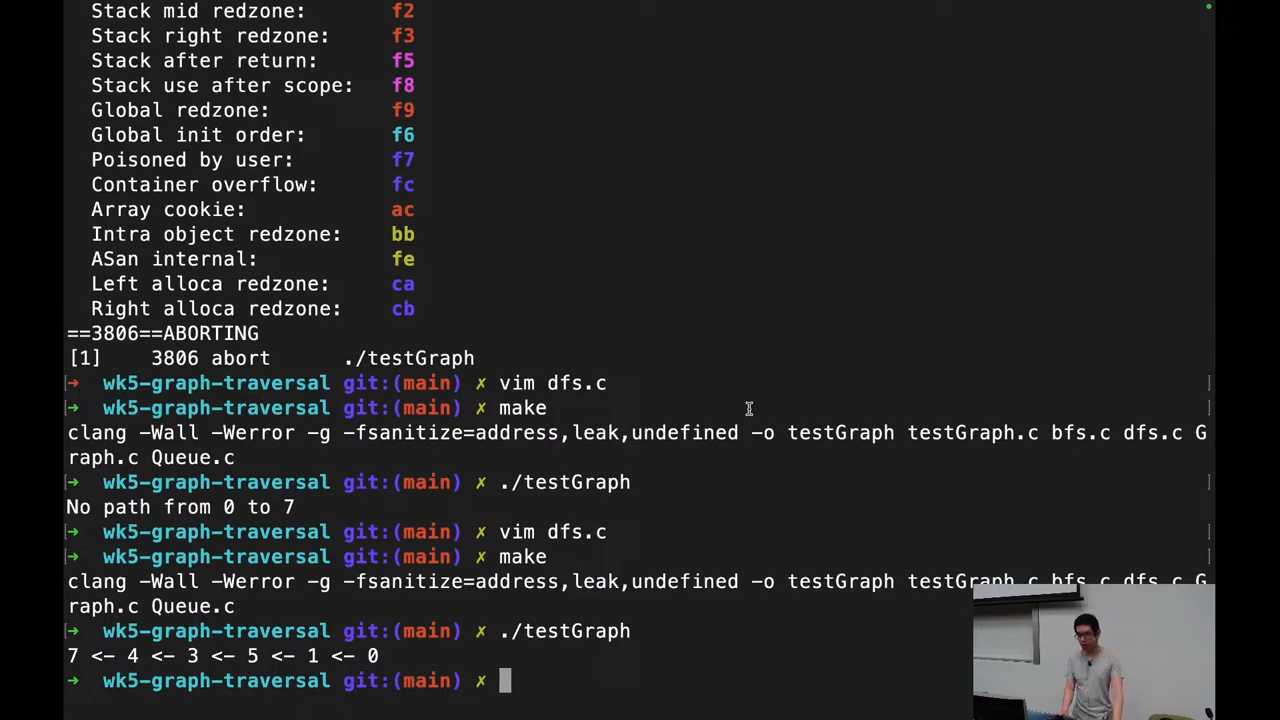 Stack mid redzone: f2
Stack right redzone: f3
Stack after return: f5
Stack use after scope: f8
Global redzone: f9
Global init order: f6
Poisoned by user: f7
Container overflow: fc
Array cookie: ac
Intra object redzone: bb
ASan internal: fe
Left alloca redzone: ca
Right alloca redzone: cb
==3806==ABORTING
[1] 3806 abort ./testGraph
[➜ wk5-graph-traversal git:(main) ✗ vim dfs.c ]
[➜ wk5-graph-traversal git:(main) ✗ make ]
clang -Wall -Werror -g -fsanitize=address,leak,undefined -o testGraph testGraph.c bfs.c dfs.c G
raph.c Queue.c
[➜ wk5-graph-traversal git:(main) ✗ ./testGraph ]
No path from 0 to 7
[➜ wk5-graph-traversal git:(main) ✗ vim dfs.c ]
[➜ wk5-graph-traversal git:(main) ✗ make ]
clang -Wall -Werror -g -fsanitize=address,leak,undefined -o testGraph testGraph.c bfs.c dfs.c G
raph.c Queue.c
[➜ wk5-graph-traversal git:(main) ✗ ./testGraph
7 <- 4 <- 3 <- 5 <- 1 <- 0
➜ wk5-graph-traversal git:(main) ✗